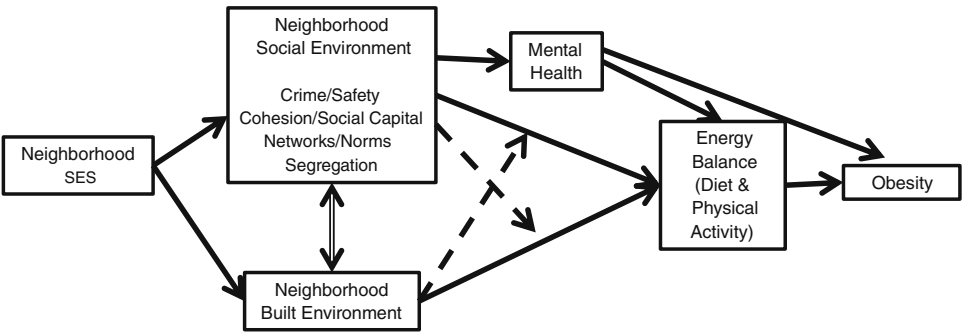 Neighborhood
SES
Neighborhood
Social Environment
Crime/Safety
Cohesion/Social Capital
Networks/Norms
Segregation
Neighborhood
Built Environment
Mental
Health
Energy
Balance
(Diet &
Physical
Activity)
Obesity